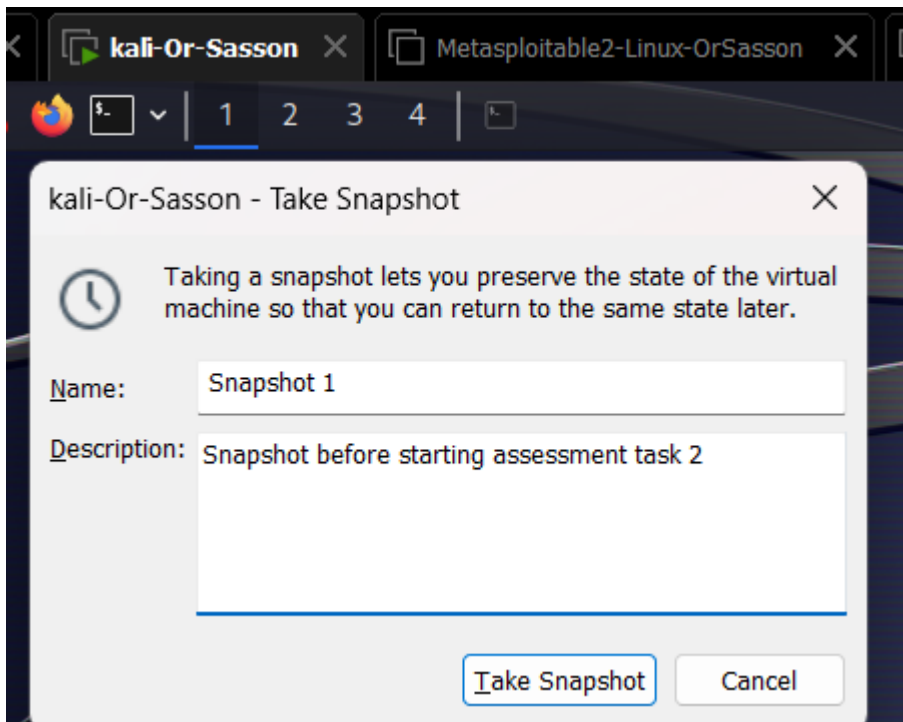 kali-Or-Sasson
Metasploitable2-Linux-OrSasson
1 2 3 4
kali-Or-Sasson - Take Snapshot
Taking a snapshot lets you preserve the state of the virtual
machine so that you can return to the same state later.
Name:
Snapshot 1
Description:
Snapshot before starting assessment task 2
Take Snapshot
Cancel